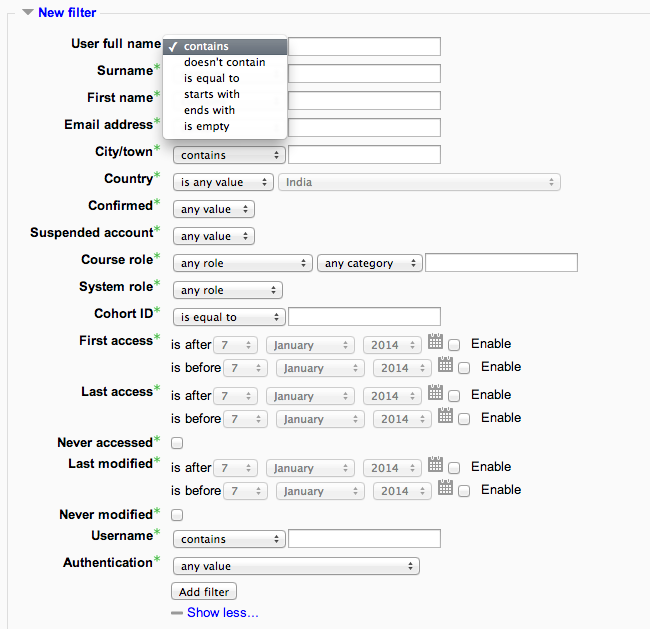 New filter
User full name ✓ contains
doesn't contain
Surname* is equal to
starts with
First name* ends with
Email address* is empty
City/town* contains
Country* is any value India
Confirmed* any value
Suspended account* any value
Course role* any role any category
System role* any role
Cohort ID* is equal to
First access* is after 7 January 2014 Enable
is before 7 January 2014 Enable
Last access* is after 7 January 2014 Enable
is before 7 January 2014 Enable
Never accessed*
Last modified* is after 7 January 2014 Enable
is before 7 January 2014 Enable
Never modified*
Username* contains
Authentication* any value
Add filter
Show less...